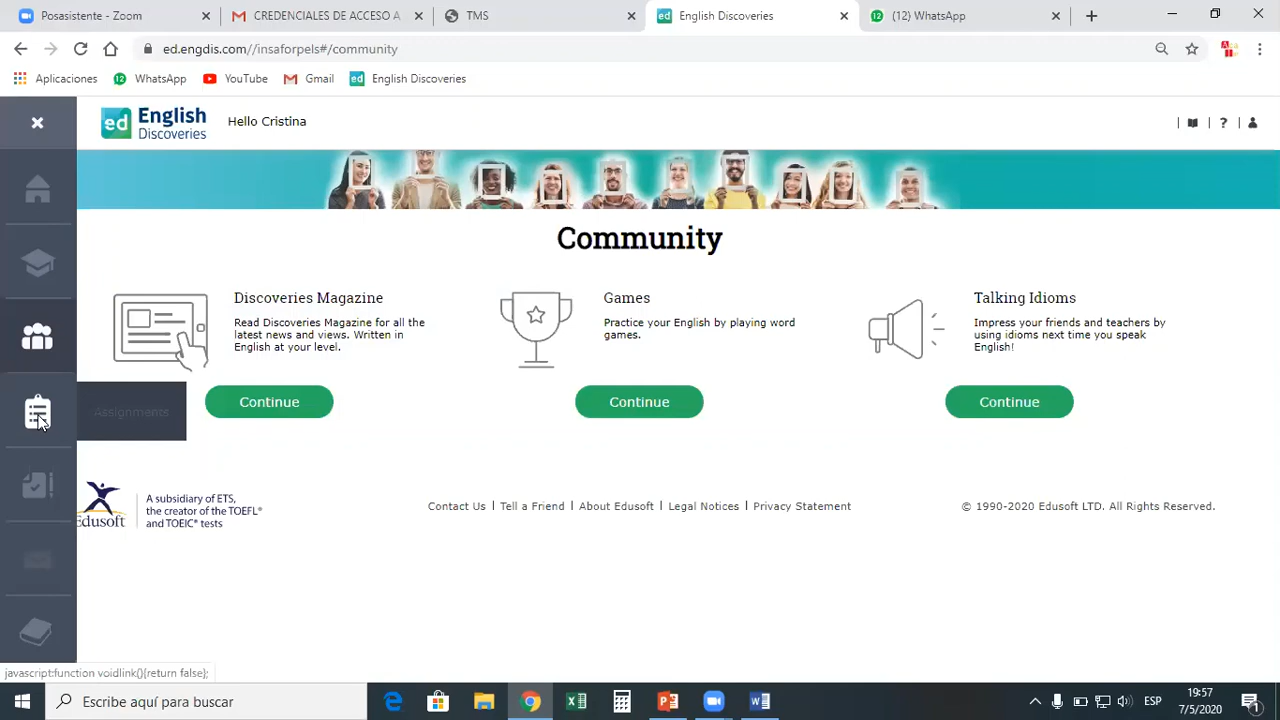 Posasistente - Zoom
CREDENCIALES DE ACCESO
TMS
English Discoveries
(12) WhatsApp
ed.engdis.com//insaforpels#/community
Aplicaciones
WhatsApp
YouTube
Gmail
English Discoveries
ed English Discoveries
Hello Cristina
Community
Discoveries Magazine
Read Discoveries Magazine for all the
latest news and views. Written in
English at your level.
Continue
Games
Practice your English by playing word
games.
Continue
Talking Idioms
Impress your friends and teachers by
using idioms next time you speak
English!
Continue
Assignments
Edusoft
A subsidiary of ETS,
the creator of the TOEFL®
and TOEIC® tests
Contact Us | Tell a Friend | About Edusoft | Legal Notices | Privacy Statement
© 1990-2020 Edusoft LTD. All Rights Reserved.
javascript:function voidlink(){return false};
Escribe aquí para buscar
ESP
19:57
7/5/2020